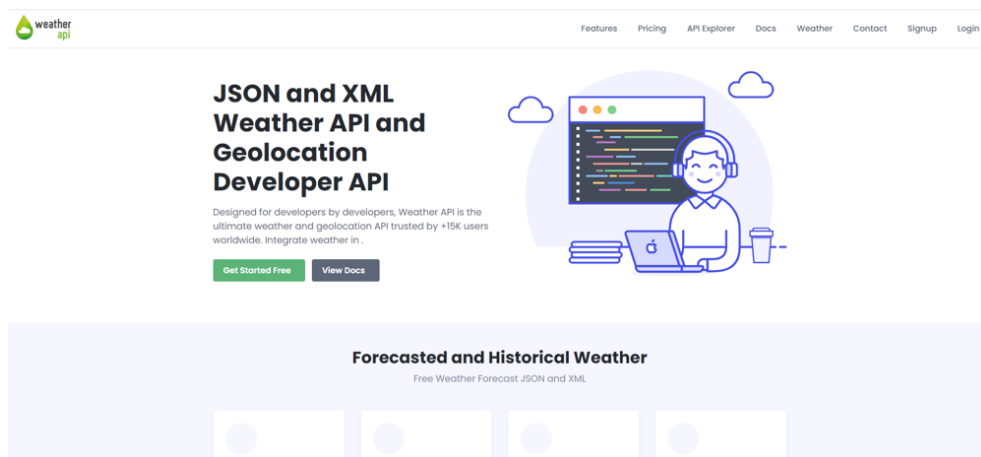 weather
api
Features Pricing API Explorer Docs Weather Contact Signup Login
JSON and XML
Weather API and
Geolocation
Developer API
Designed for developers by developers, Weather API is the
ultimate weather and geolocation API trusted by +15K users
worldwide. Integrate weather in .
Get Started Free View Docs
Forecasted and Historical Weather
Free Weather Forecast JSON and XML